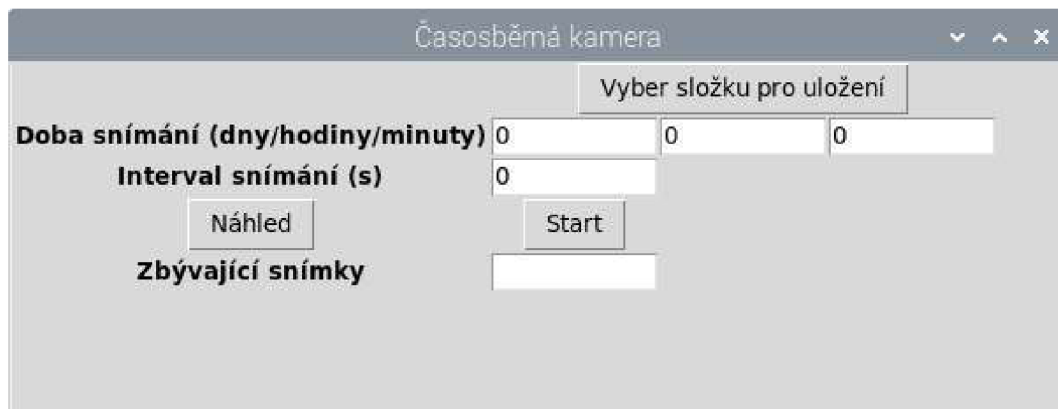 Časosběrná kamera
Vyber složku pro uložení
Doba snímání (dny/hodiny/minuty) 0 0 0
Interval snímání (s) 0
Náhled Start
Zbývající snímky